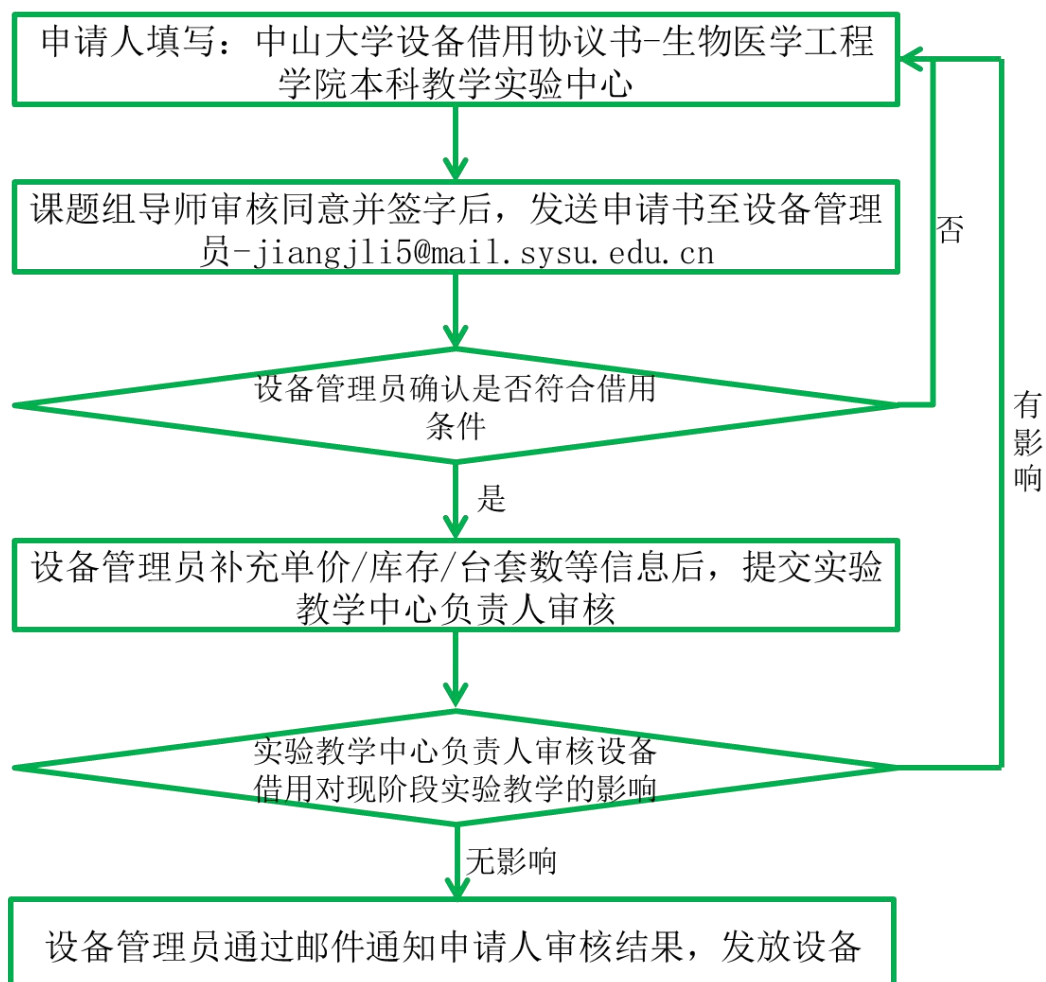 申请人填写：中山大学设备借用协议书-生物医学工程
学院本科教学实验中心
课题组导师审核同意并签字后，发送申请书至设备管理
员-jiangjli5@mail.sysu.edu.cn
否
设备管理员确认是否符合借用
条件
有
影
响
是
设备管理员补充单价/库存/台套数等信息后，提交实验
教学中心负责人审核
实验教学中心负责人审核设备
借用对现阶段实验教学的影响
无影响
设备管理员通过邮件通知申请人审核结果，发放设备